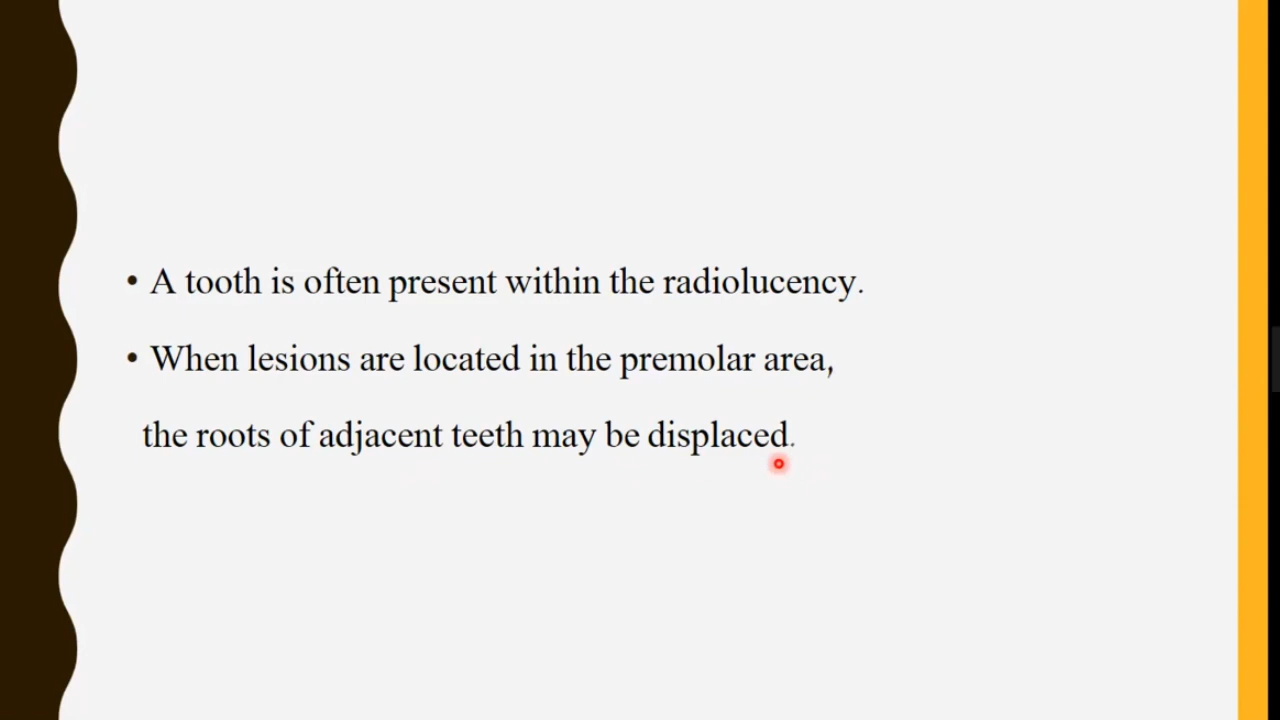 • A tooth is often present within the radiolucency.
• When lesions are located in the premolar area,
the roots of adjacent teeth may be displaced.